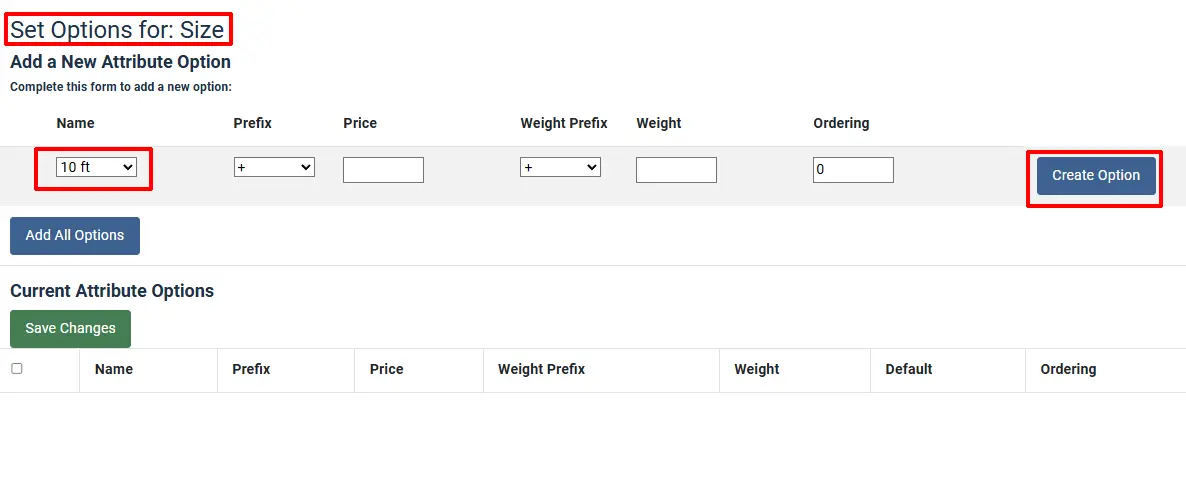 Set Options for: Size
Add a New Attribute Option
Complete this form to add a new option:
Name Prefix Price Weight Prefix Weight Ordering
10 ft + + 0 Create Option
Add All Options
Current Attribute Options
Save Changes
Name Prefix Price Weight Prefix Weight Default Ordering